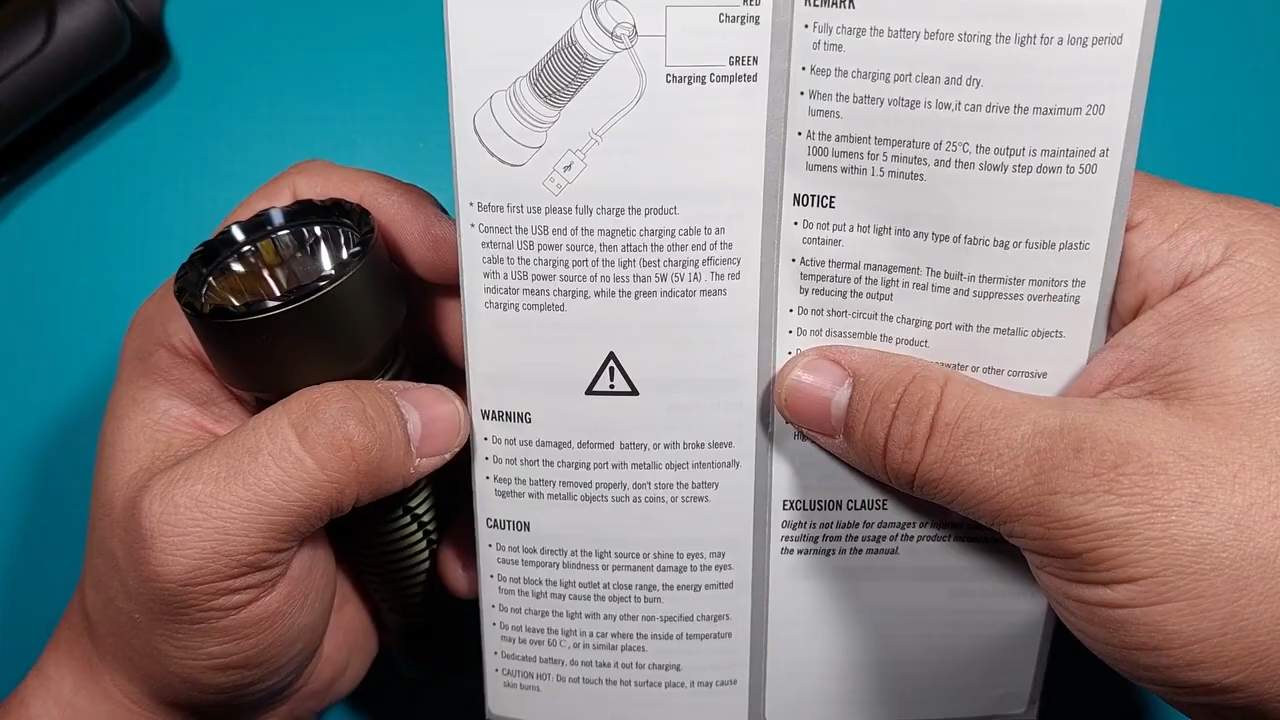 RED
Charging
GREEN
Charging Completed
* Before first use please fully charge the product.
* Connect the USB end of the magnetic charging cable to an
external USB power source, then attach the other end of the
cable to the charging port of the light (best charging efficiency
with a USB power source of no less than 5W (5V 1A) . The red
indicator means charging, while the green indicator means
charging completed.
WARNING
• Do not use damaged, deformed battery, or with broke sleeve.
• Do not short the charging port with metallic object intentionally.
• Keep the battery removed properly, don't store the battery
together with metallic objects such as coins, or screws.
CAUTION
• Do not look directly at the light source or shine to eyes, may
cause temporary blindness or permanent damage to the eyes.
• Do not block the light outlet at close range, the energy emitted
from the light may cause the object to burn.
• Do not charge the light with any other non-specified chargers.
• Do not leave the light in a car where the inside of temperature
may be over 60℃, or in similar places.
• Dedicated battery, do not take it out for charging.
• CAUTION HOT: Do not touch the hot surface place, it may cause
skin burns.
REMARK
• Fully charge the battery before storing the light for a long period
of time.
• Keep the charging port clean and dry.
• When the battery voltage is low,it can drive the maximum 200
lumens.
• At the ambient temperature of 25°C, the output is maintained at
1000 lumens for 5 minutes, and then slowly step down to 500
lumens within 1.5 minutes.
NOTICE
• Do not put a hot light into any type of fabric bag or fusible plastic
container.
• Active thermal management: The built-in thermister monitors the
temperature of the light in real time and suppresses overheating
by reducing the output
• Do not short-circuit the charging port with the metallic objects.
• Do not disassemble the product.
or other corrosive
EXCLUSION CLAUSE
Olight is not liable for damages or
resulting from the usage of the product
the warnings in the manual.